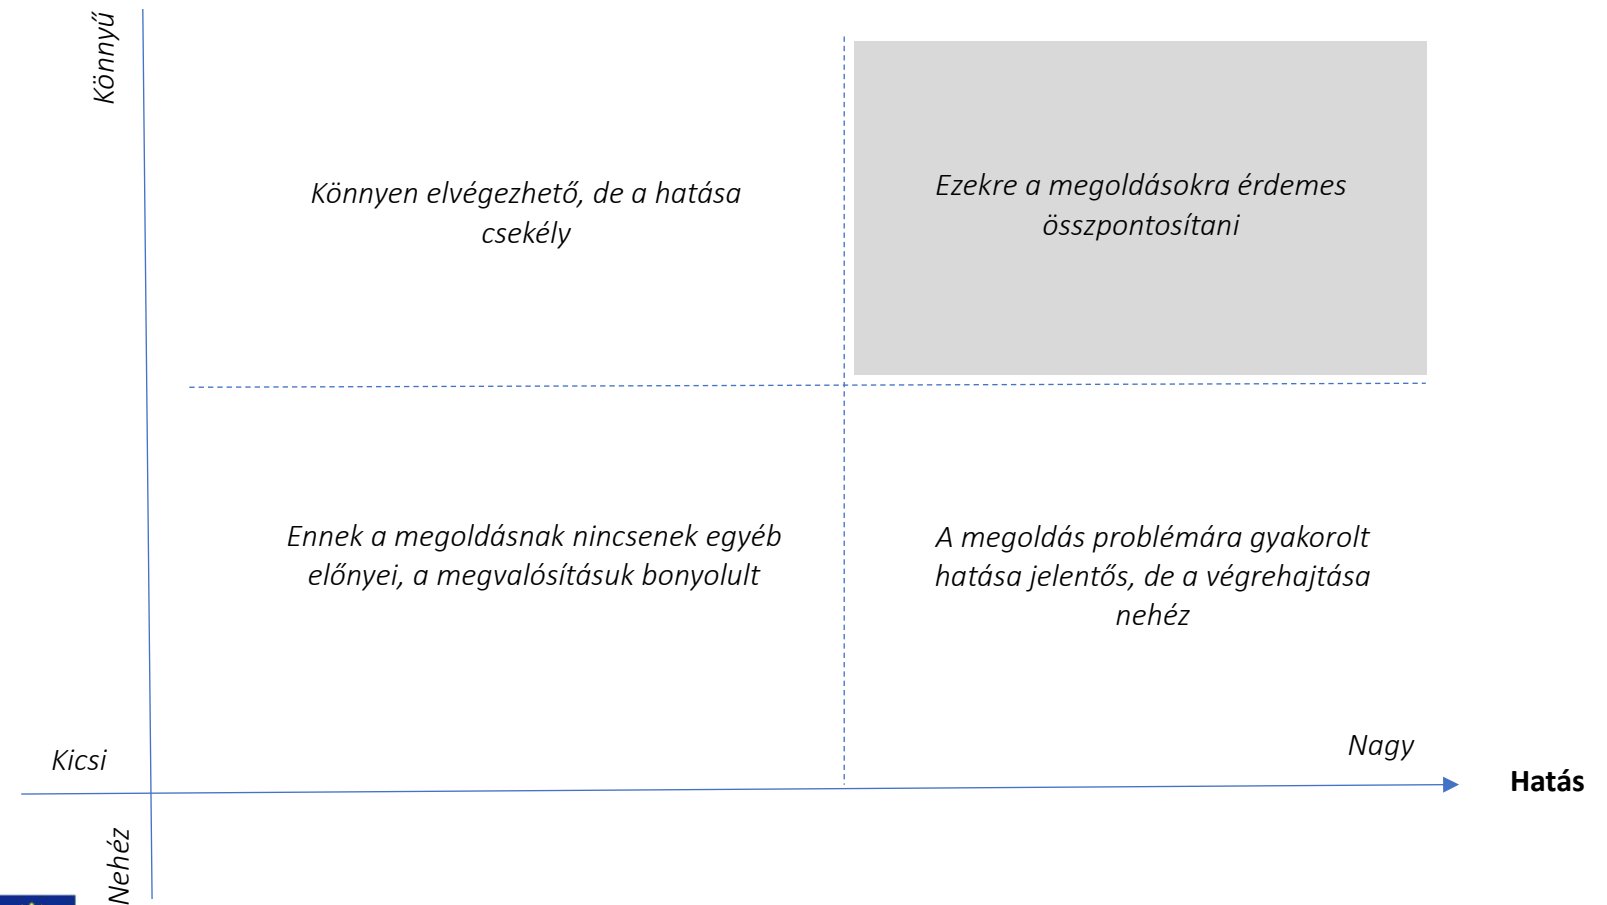 Könnyű
Könnyen elvégezhető, de a hatása
csekély
Ezekre a megoldásokra érdemes
összpontosítani
Ennek a megoldásnak nincsenek egyéb
előnyei, a megvalósításuk bonyolult
A megoldás problémára gyakorolt
hatása jelentős, de a végrehajtása
nehéz
Kicsi
Nagy
Hatás
Nehéz